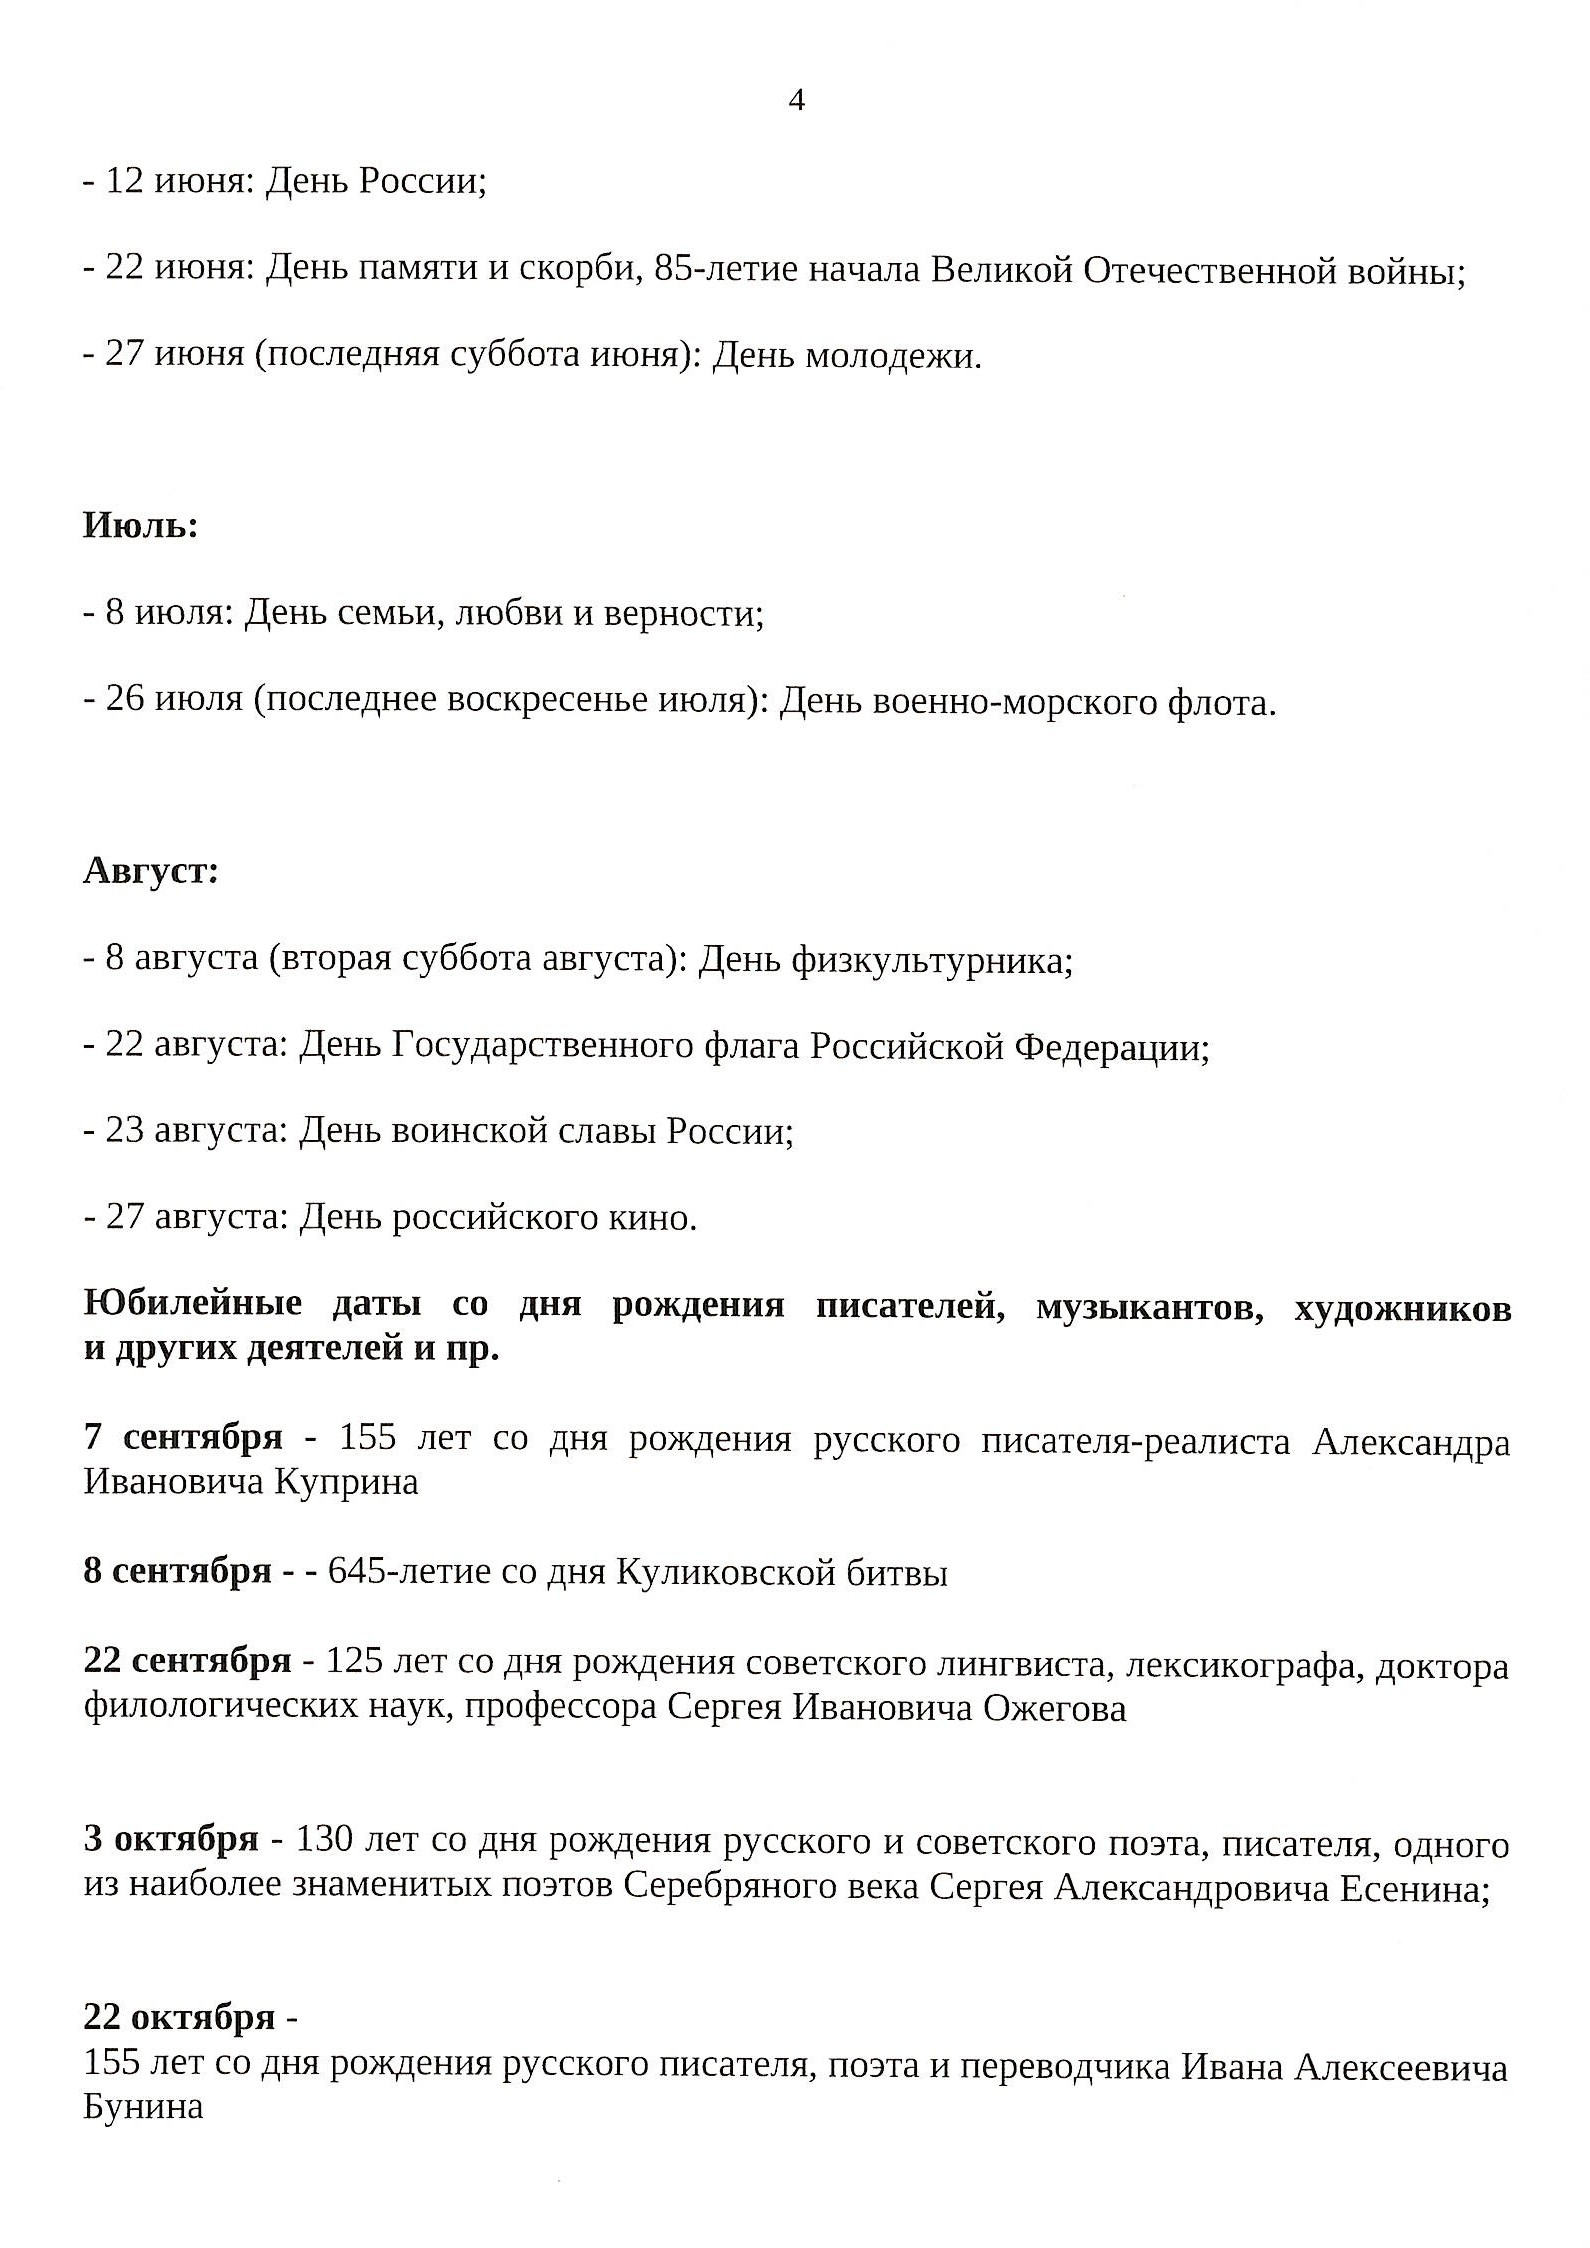 4
- 12 июня: День России;
- 22 июня: День памяти и скорби, 85-летие начала Великой Отечественной войны;
- 27 июня (последняя суббота июня): День молодежи.
Июль:
- 8 июля: День семьи, любви и верности;
- 26 июля (последнее воскресенье июля): День военно-морского флота.
Август:
- 8 августа (вторая суббота августа): День физкультурника;
- 22 августа: День Государственного флага Российской Федерации;
- 23 августа: День воинской славы России;
- 27 августа: День российского кино.
Юбилейные даты со дня рождения писателей, музыкантов, художников
и других деятелей и пр.
7 сентября - 155 лет со дня рождения русского писателя-реалиста Александра
Ивановича Куприна
8 сентября - - 645-летие со дня Куликовской битвы
22 сентября - 125 лет со дня рождения советского лингвиста, лексикографа, доктора
филологических наук, профессора Сергея Ивановича Ожегова
3 октября - 130 лет со дня рождения русского и советского поэта, писателя, одного
из наиболее знаменитых поэтов Серебряного века Сергея Александровича Есенина;
22 октября -
155 лет со дня рождения русского писателя, поэта и переводчика Ивана Алексеевича
Бунина